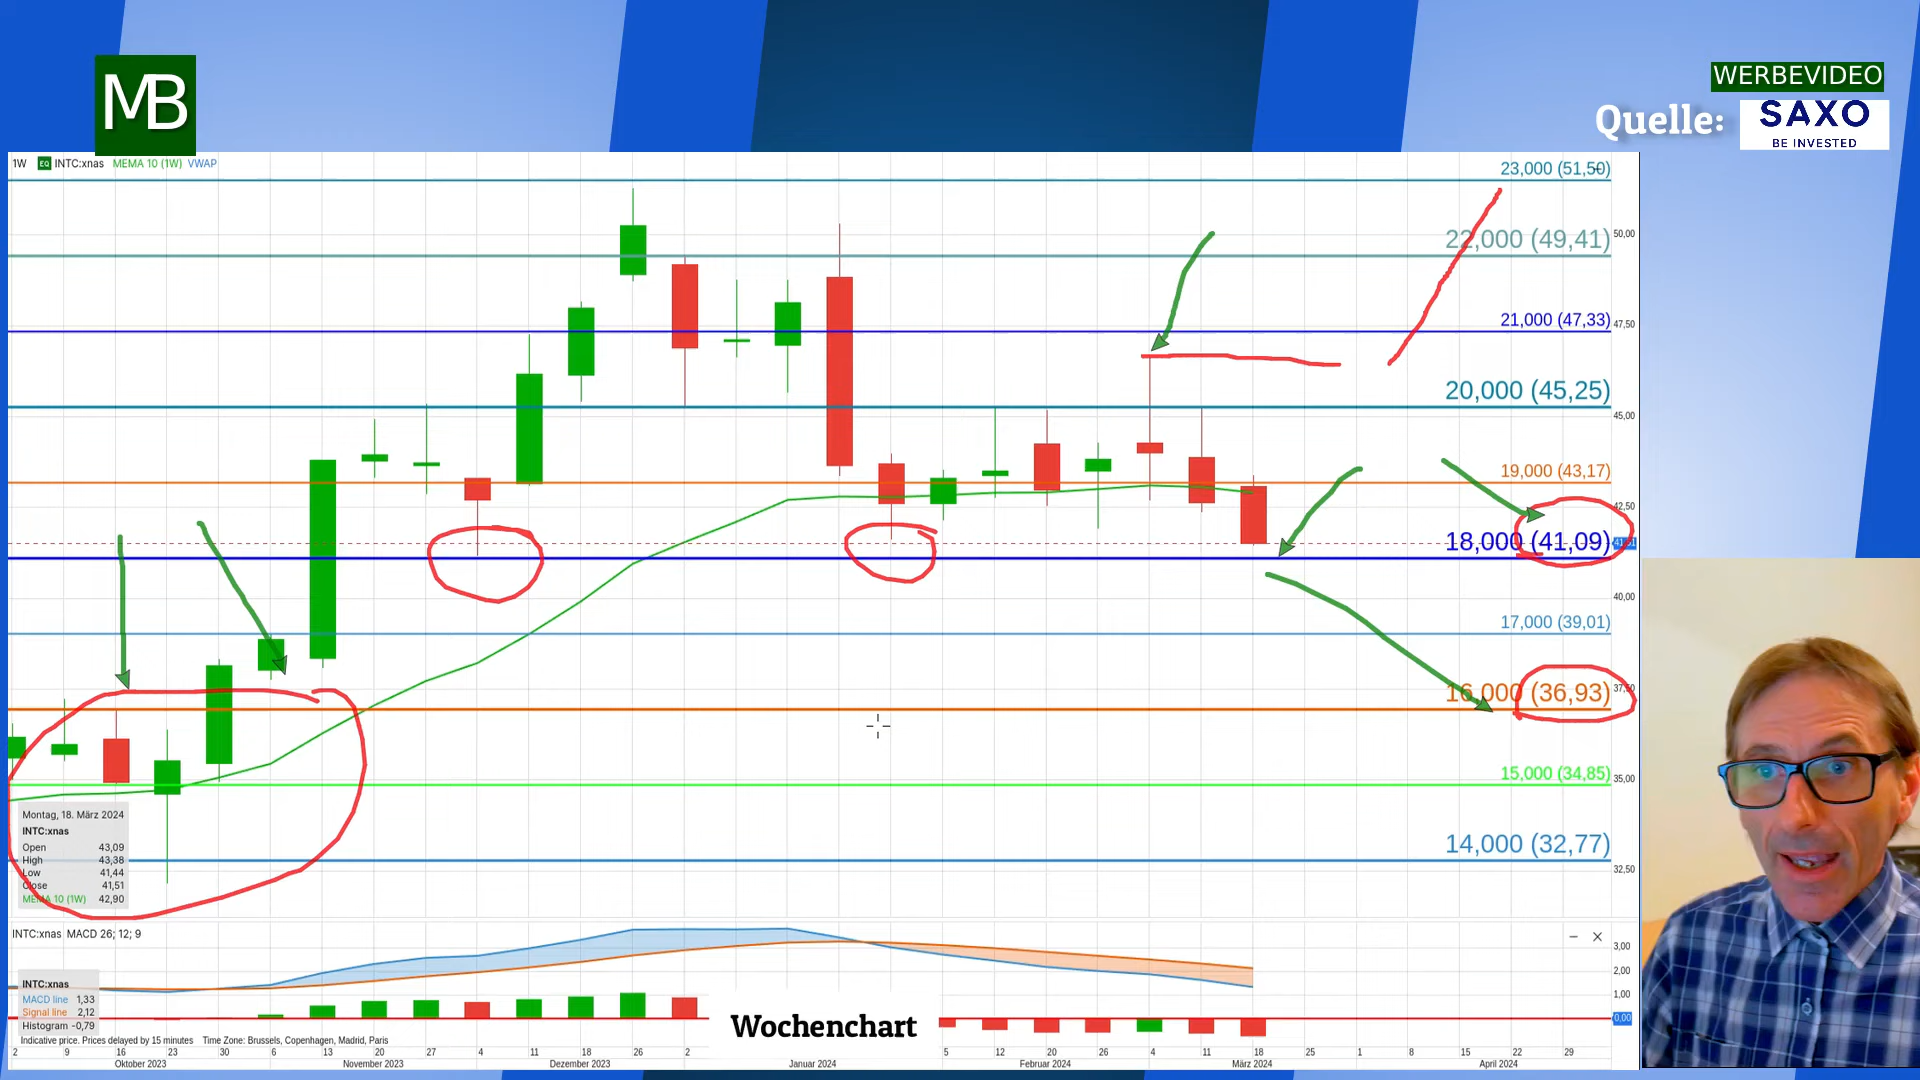 MB
WERBEVIDEO
Quelle:
SAXO
BE INVESTED
1W EQ INTC:xnas MEMA 10 (1W) VWAP
23,000 (51,50)
22,000 (49,41)
50,00
21,000 (47,33)
47,50
20,000 (45,25)
45,00
19,000 (43,17)
42,50
18,000 (41,09)
40,00
17,000 (39,01)
16,000 (36,93)
37,50
15,000 (34,85)
35,00
14,000 (32,77)
32,50
Montag, 18. März 2024
INTC:xnas
Open 43,09
High 43,38
Low 41,44
Close 41,51
MEMA 10 (1W) 42,90
INTC:xnas MACD 26; 12; 9
3,00
2,00
1,00
0,00
INTC:xnas
MACD line 1,33
Signal line 2,12
Histogram -0,79
Wochenchart
Indicative price. Prices delayed by 15 minutes Time Zone: Brussels, Copenhagen, Madrid, Paris
2 9 16 23 30 6 13 20 27 4 11 18 26 2 5 12 20 26 4 11 18 25 1 8 15 22 29
Oktober 2023 November 2023 Dezember 2023 Januar 2024 Februar 2024 März 2024 April 2024